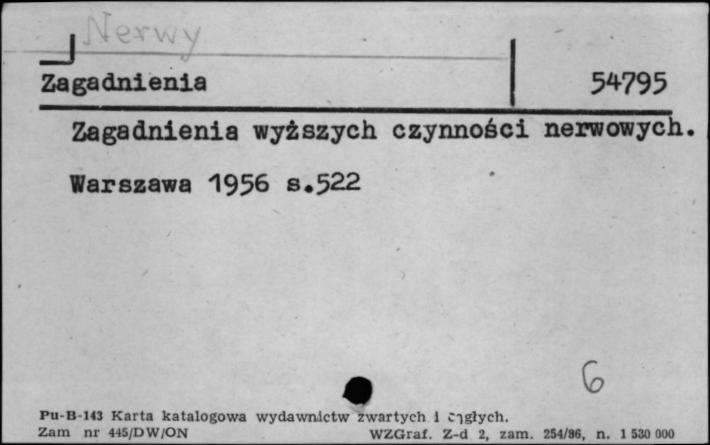 Nerwy
Zagadnienia 54795
Zagadnienia wyższych czynności nerwowych.
Warszawa 1956 s.522
6
Pu-B-143 Karta katalogowa wydawnictw zwartych i ciągłych.
Zam nr 445/DW/ON WZGraf. Z-d 2, zam. 254/86, n. 1 530 000